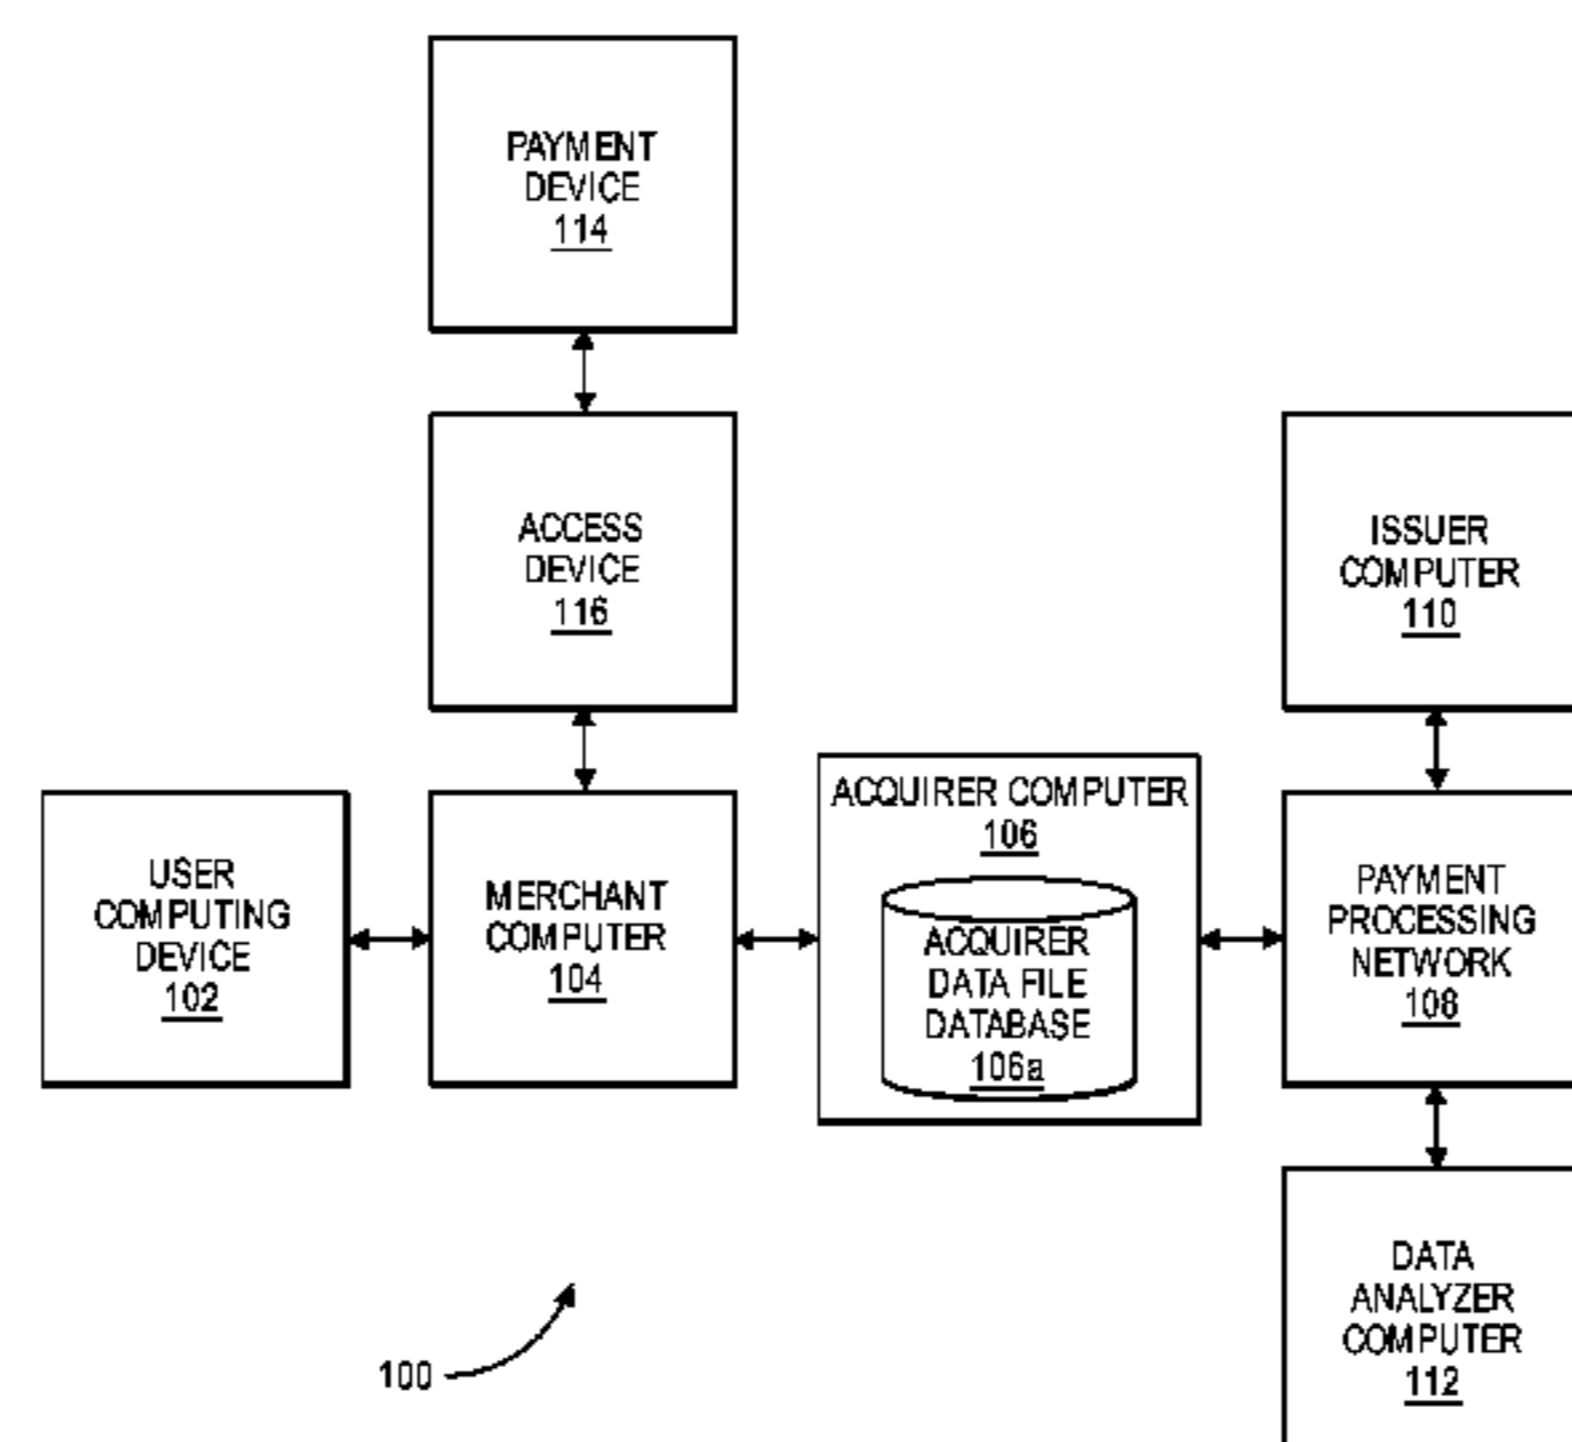 PAYMENT
DEVICE
114
ACCESS
DEVICE
116
ISSUER
COMPUTER
110
USER
COMPUTING
DEVICE
102
MERCHANT
COMPUTER
104
ACQUIRER COMPUTER
106
ACQUIRER
DATA FILE
DATABASE
106a
PAYMENT
PROCESSING
NETWORK
108
DATA
ANALYZER
COMPUTER
112
100